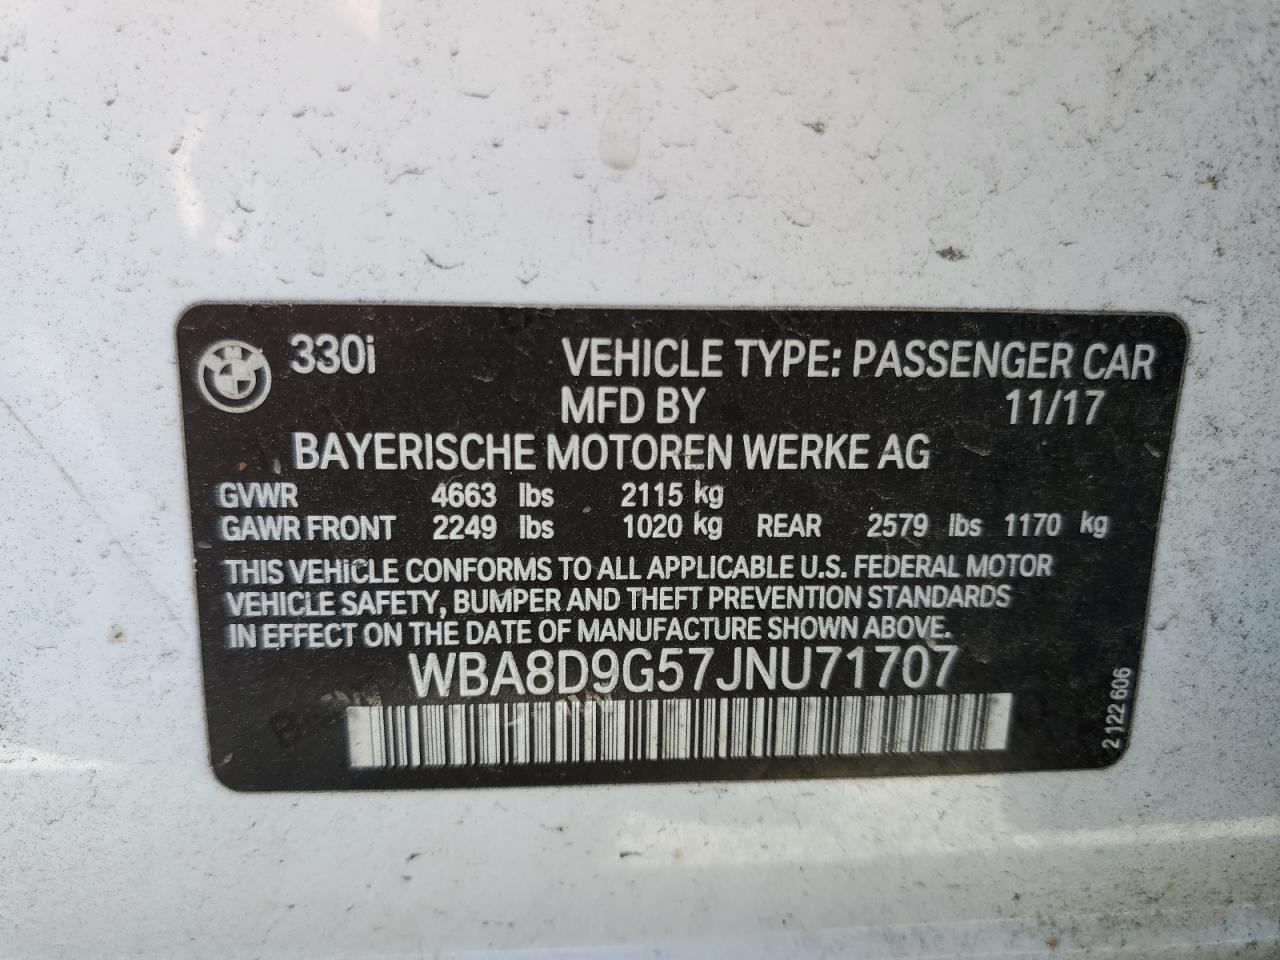 330i VEHICLE TYPE: PASSENGER CAR
MFD BY 11/17
BAYERISCHE MOTOREN WERKE AG
GVWR 4663 lbs 2115 kg
GAWR FRONT 2249 lbs 1020 kg REAR 2579 lbs 1170 kg
THIS VEHICLE CONFORMS TO ALL APPLICABLE U.S. FEDERAL MOTOR
VEHICLE SAFETY, BUMPER AND THEFT PREVENTION STANDARDS
IN EFFECT ON THE DATE OF MANUFACTURE SHOWN ABOVE.
WBA8D9G57JNU71707
2 122 606